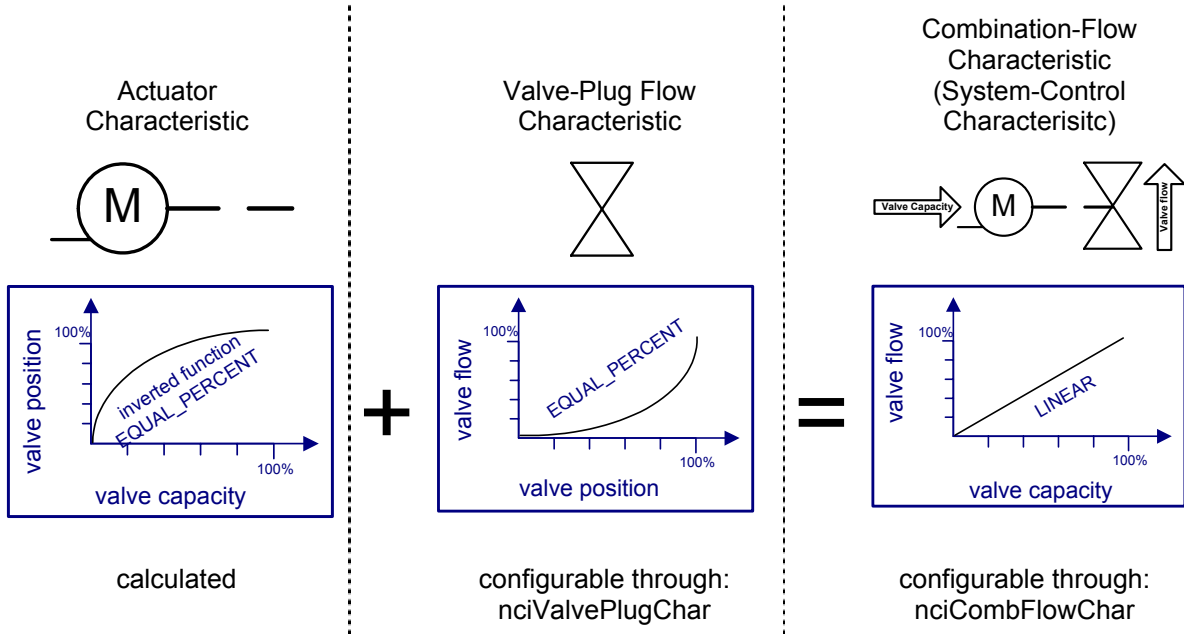 Actuator
Characteristic
M
100%
valve position
inverted function
EQUAL_PERCENT
100%
valve capacity
calculated
+
Valve-Plug Flow
Characteristic
100%
valve flow
EQUAL_PERCENT
100%
valve position
configurable through:
nciValvePlugChar
=
Combination-Flow
Characteristic
(System-Control
Characterisitc)
Valve Capacity
M
Valve flow
100%
valve flow
LINEAR
100%
valve capacity
configurable through:
nciCombFlowChar